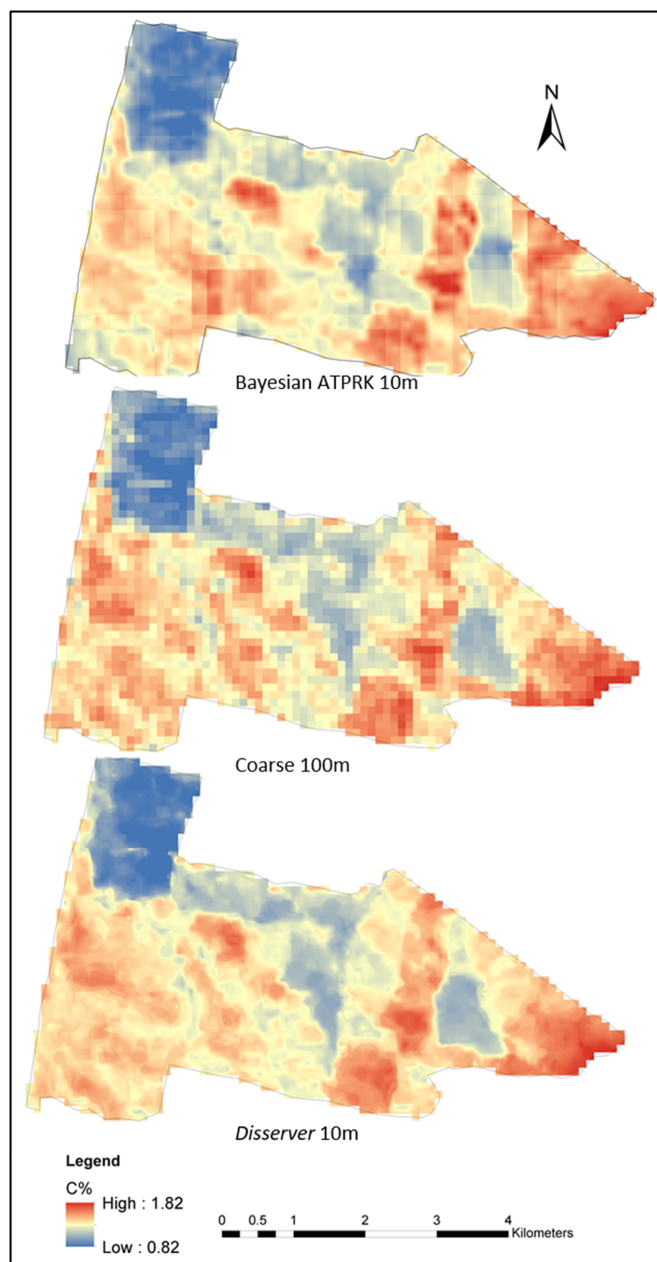 N
Bayesian ATPRK 10m
Coarse 100m
Disserver 10m
Legend
C%
High : 1.82
Low : 0.82
0 0.5 1 2 3 4
Kilometers